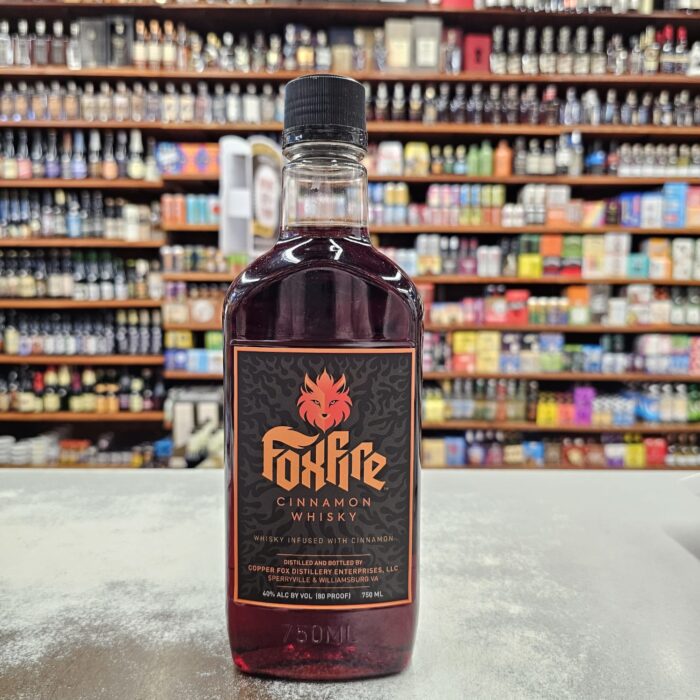 Foxfire
CINNAMON
WHISKY
WHISKY INFUSED WITH CINNAMON
DISTILLED AND BOTTLED BY
COPPER FOX DISTILLERY ENTERPRISES, LLC
SPERRYVILLE & WILLIAMSBURG VA
40% ALC BY VOL (80 PROOF) 750 ML
750ML